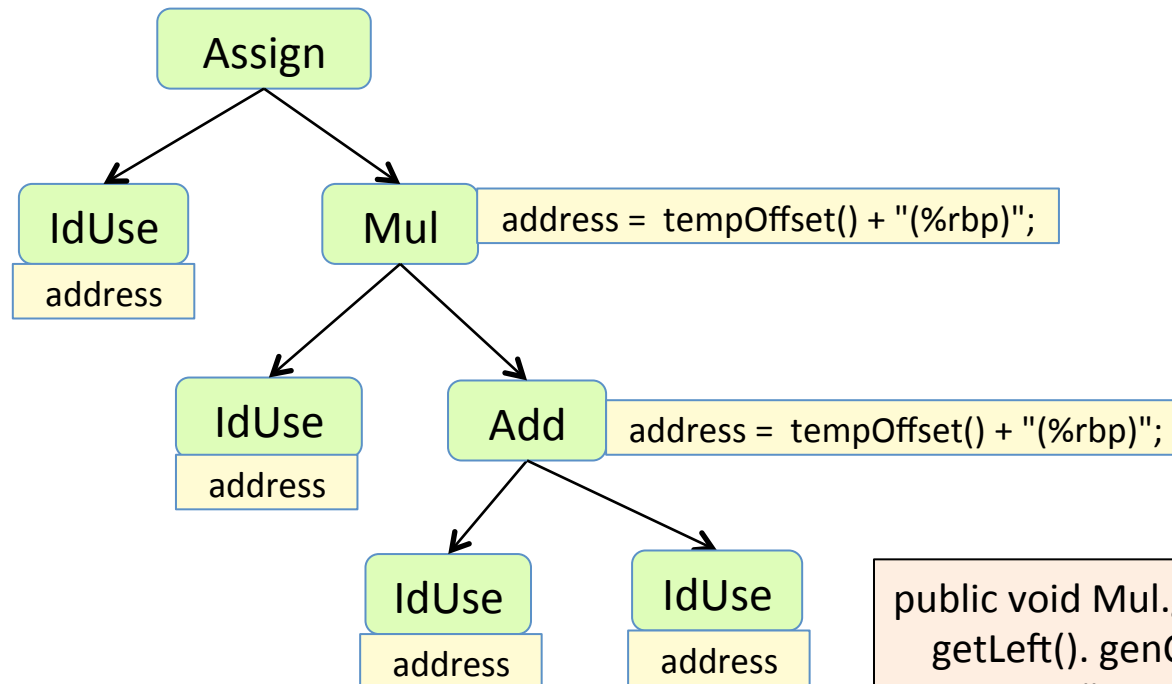 Assign
IdUse
address
Mul
address = tempOffset() + "(%rbp)";
IdUse
address
Add
address = tempOffset() + "(%rbp)";
IdUse
address
IdUse
address
public void Mul.
getLeft(). gen